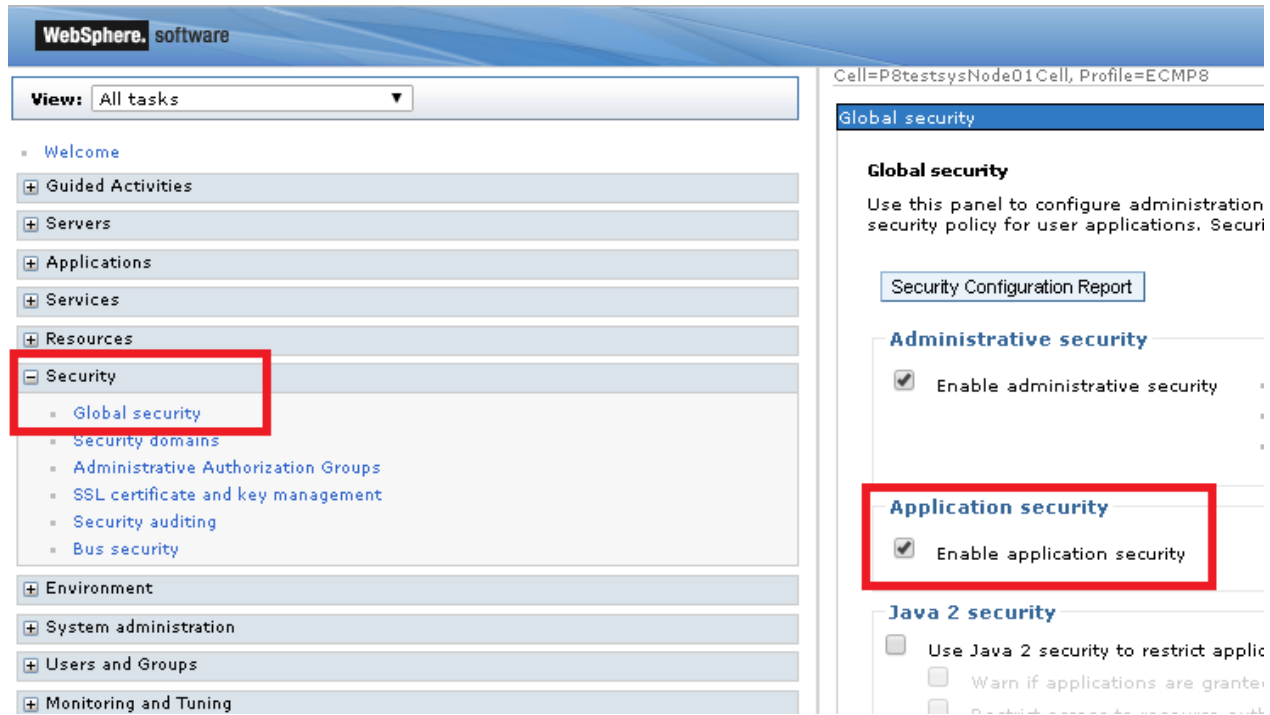 WebSphere. software
View: All tasks
Welcome
Guided Activities
Servers
Applications
Services
Resources
Security
Global security
Security domains
Administrative Authorization Groups
SSL certificate and key management
Security auditing
Bus security
Environment
System administration
Users and Groups
Monitoring and Tuning
Cell=P8testsysNode01Cell, Profile=ECMP8
Global security
Global security
Use this panel to configure administration
security policy for user applications. Securi
Security Configuration Report
Administrative security
Enable administrative security
Application security
Enable application security
Java 2 security
Use Java 2 security to restrict applic
Warn if applications are grante